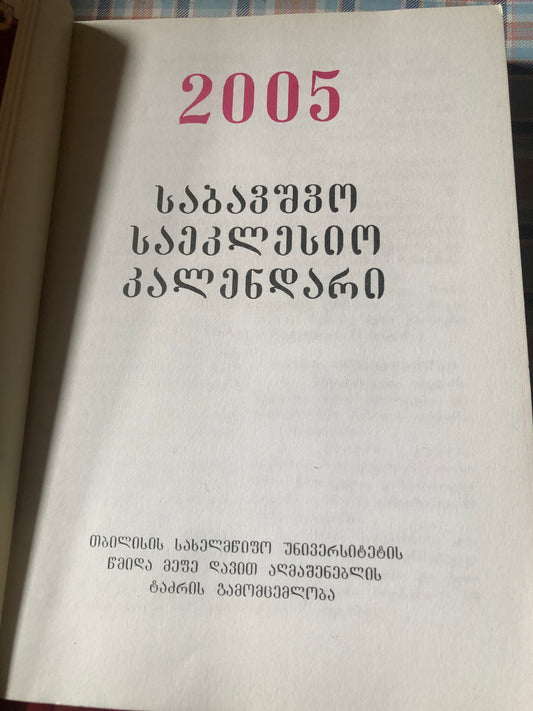 2005
საბავშვო
საეკლესიო
კალენდარი
თბილისის სახელმწიფო უნივერსიტეტის
წმიდა მეფე დავით აღმაშენებლის
ტაძრის გამომცემლობა